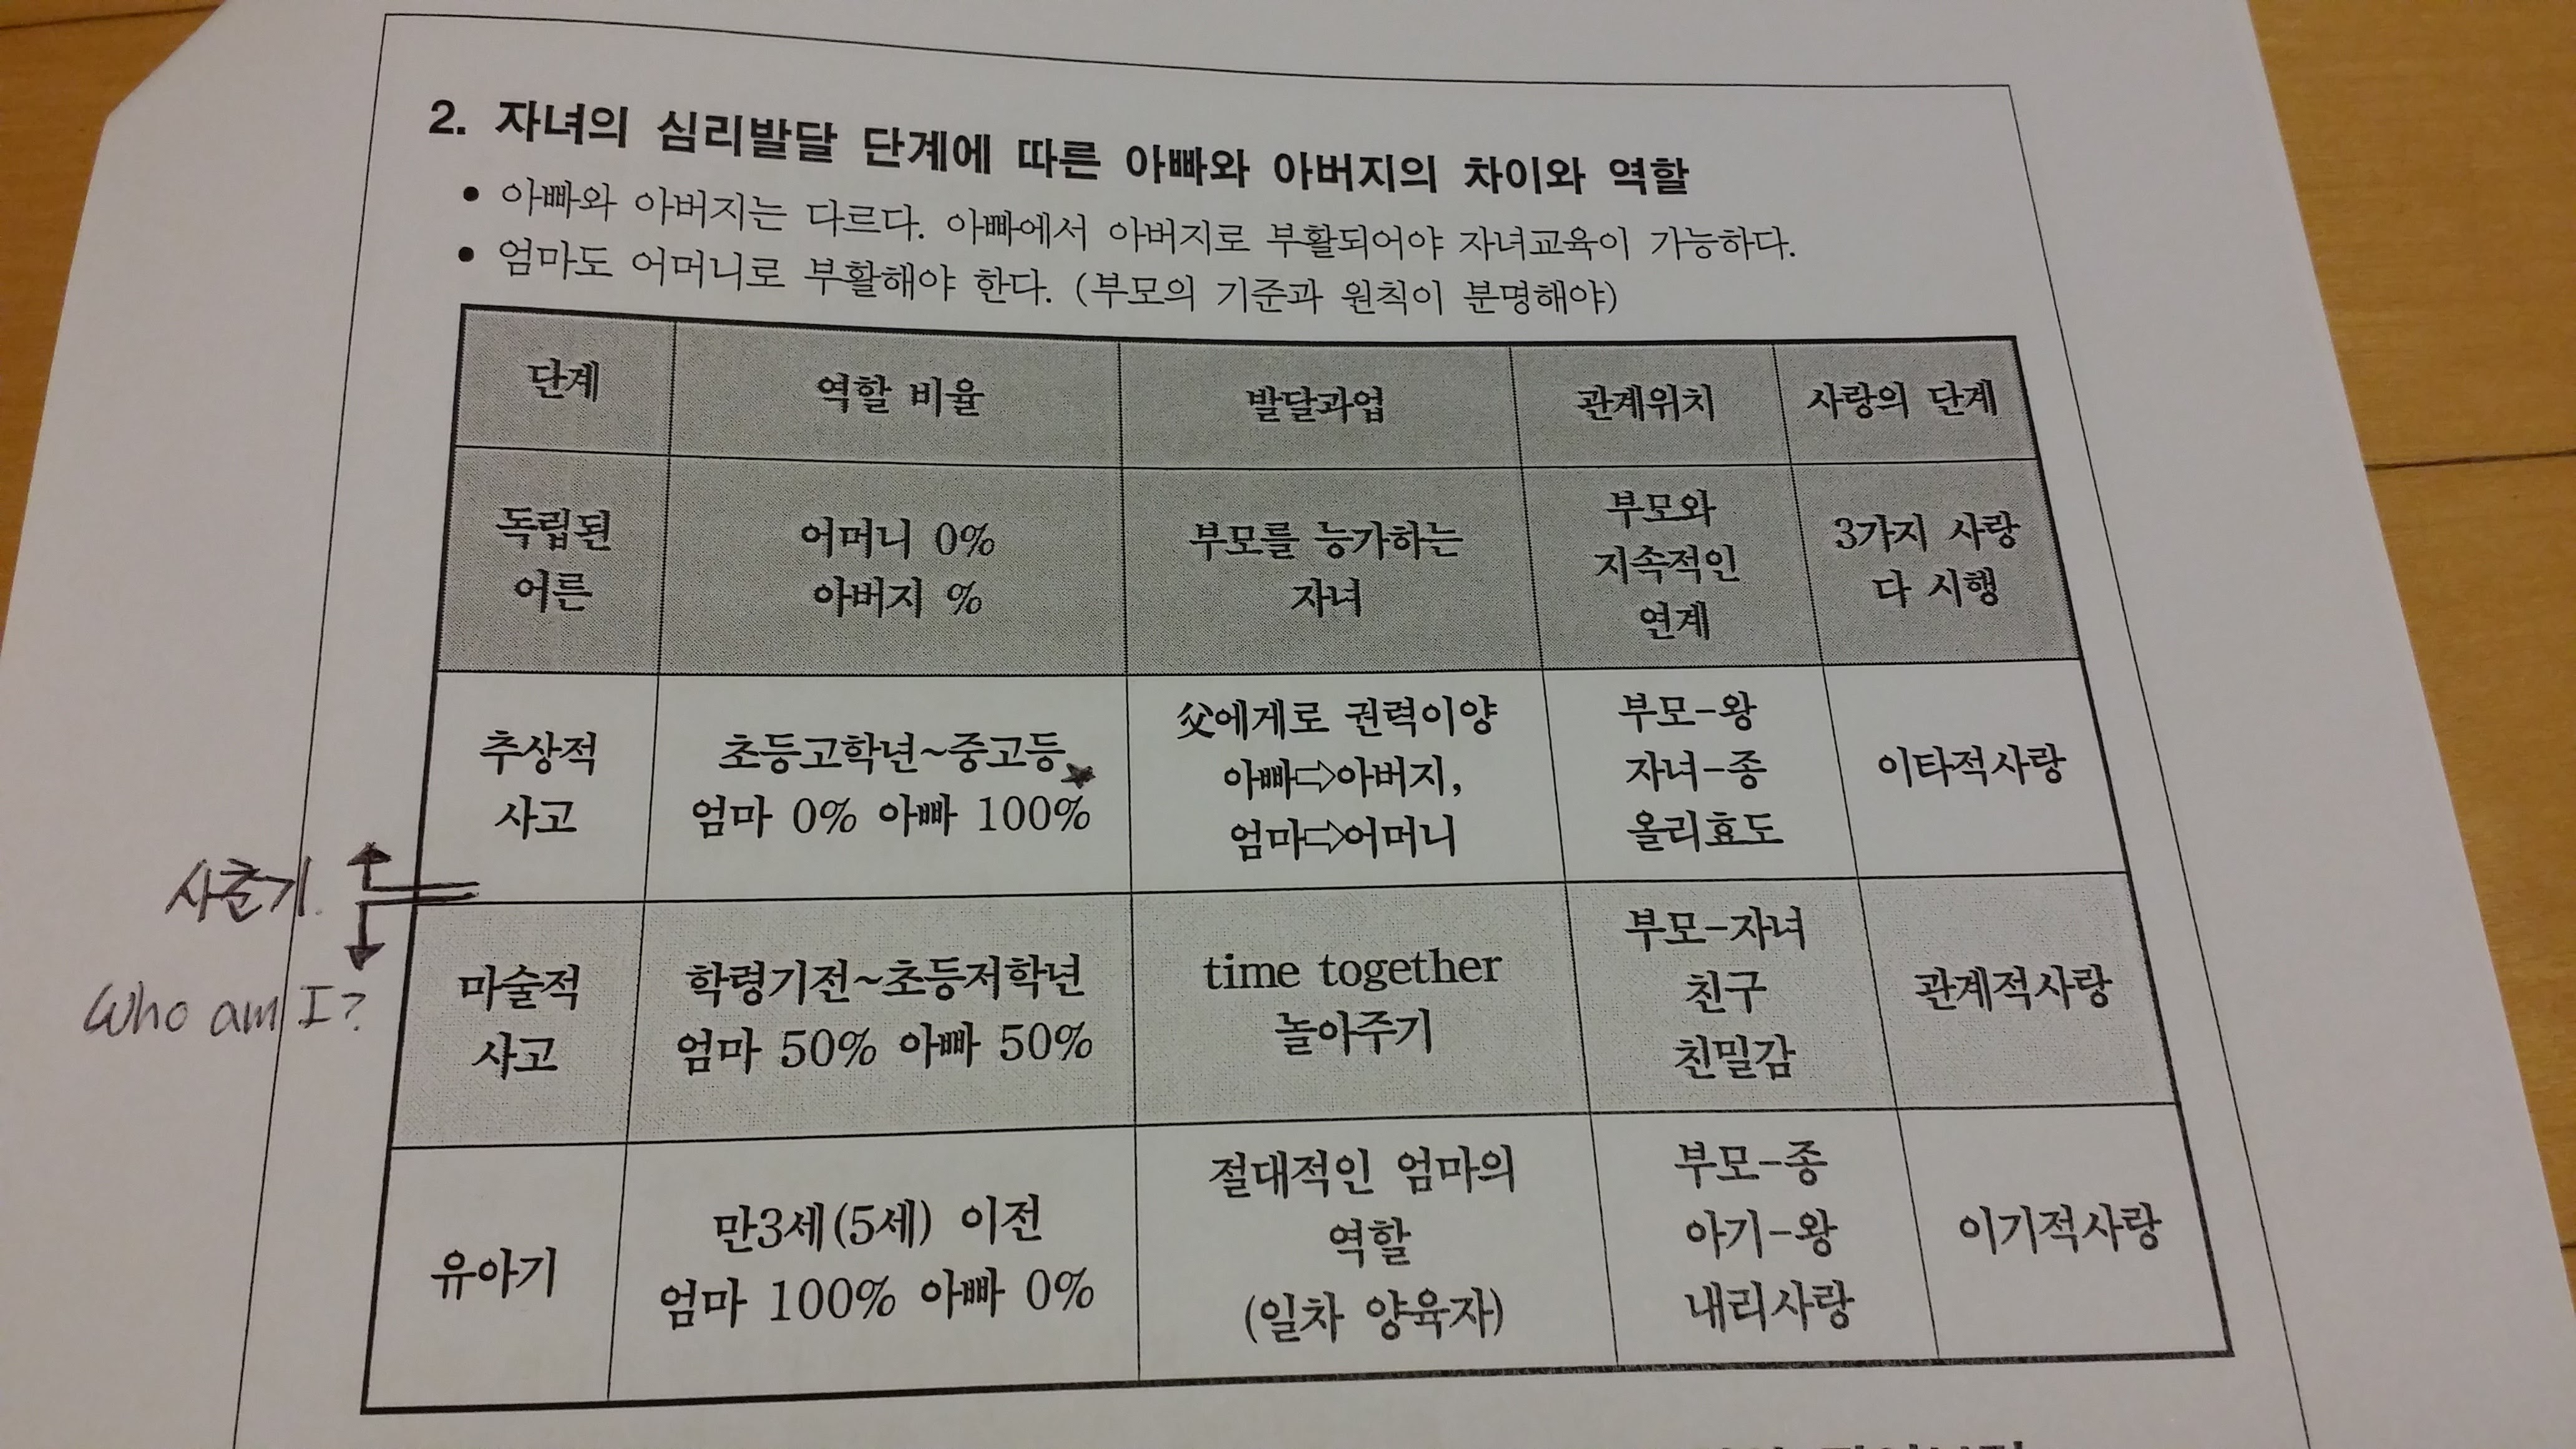 2. 자녀의 심리발달 단계에 따른 아빠와 아버지의 차이와 역할
• 아빠와 아버지는 다르다. 아빠에서 아버지로 부활되어야 자녀교육이 가능하다.
• 엄마도 어머니로 부활해야 한다. (부모의 기준과 원칙이 분명해야)
단계
역할 비율
발달과업
관계위치
사랑의 단계
독립된
어른
어머니 0%
아버지 %
부모를 능가하는
자녀
부모와
지속적인
연계
3가지 사랑
다 시행
추상적
사고
초등고학년~중고등
엄마 0% 아빠 100%
父에게로 권력이양
아빠⇨아버지,
엄마⇨어머니
부모-왕
자녀-종
올리효도
이타적사랑
사춘기.
Who am I?
마술적
사고
학령기전~초등저학년
엄마 50% 아빠 50%
time together
놀아주기
부모-자녀
친구
친밀감
관계적사랑
유아기
만3세(5세) 이전
엄마 100% 아빠 0%
절대적인 엄마의
역할
(일차 양육자)
부모-종
아기-왕
내리사랑
이기적사랑